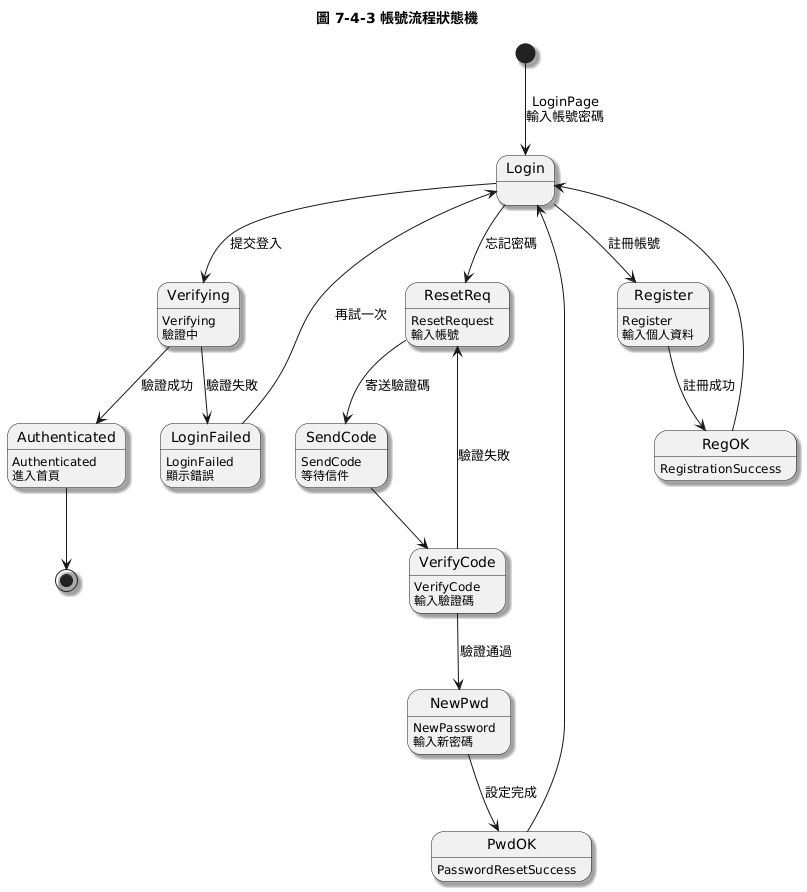 圖 7-4-3 帳號流程狀態機
LoginPage
輸入帳號密碼
Login
提交登入
忘記密碼
註冊帳號
Verifying
Verifying
驗證中
再試一次
ResetReq
ResetRequest
輸入帳號
Register
Register
輸入個人資料
驗證成功
驗證失敗
寄送驗證碼
註冊成功
Authenticated
Authenticated
進入首頁
LoginFailed
LoginFailed
顯示錯誤
SendCode
SendCode
等待信件
驗證失敗
RegOK
RegistrationSuccess
VerifyCode
VerifyCode
輸入驗證碼
驗證通過
NewPwd
NewPassword
輸入新密碼
設定完成
PwdOK
PasswordResetSuccess